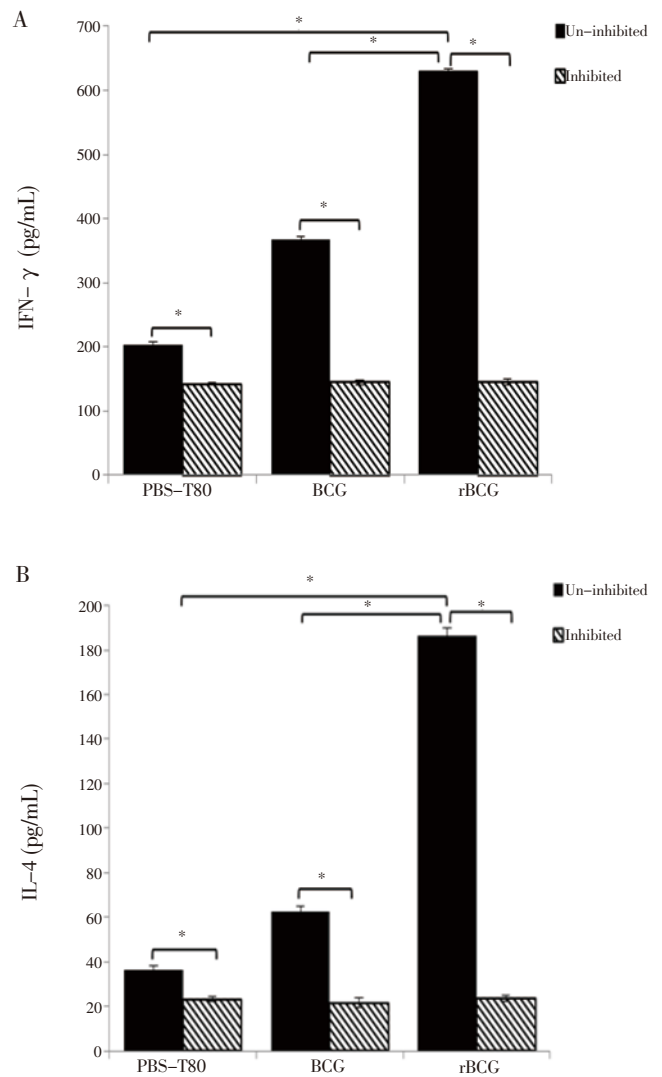 A
*
*
*
*
*
Un-inhibited
Inhibited
700
600
500
400
300
200
100
0
IFN- γ (pg/mL)
PBS-T80 BCG rBCG
B
*
*
*
*
*
Un-inhibited
Inhibited
200
180
160
140
120
100
80
60
40
20
0
IL-4 (pg/mL)
PBS-T80 BCG rBCG